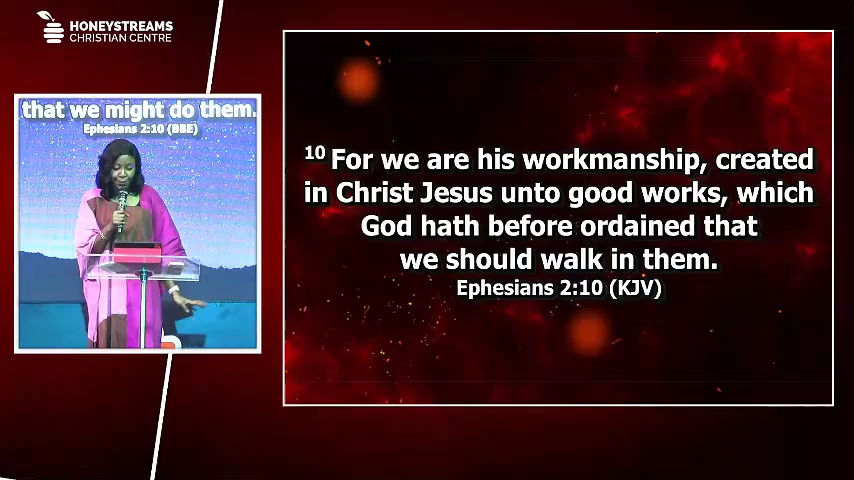 HONEYSTREAMS
CHRISTIAN CENTRE
that we might do them.
Ephesians 2:10 (BBE)
10 For we are his workmanship, created
in Christ Jesus unto good works, which
God hath before ordained that
we should walk in them.
Ephesians 2:10 (KJV)